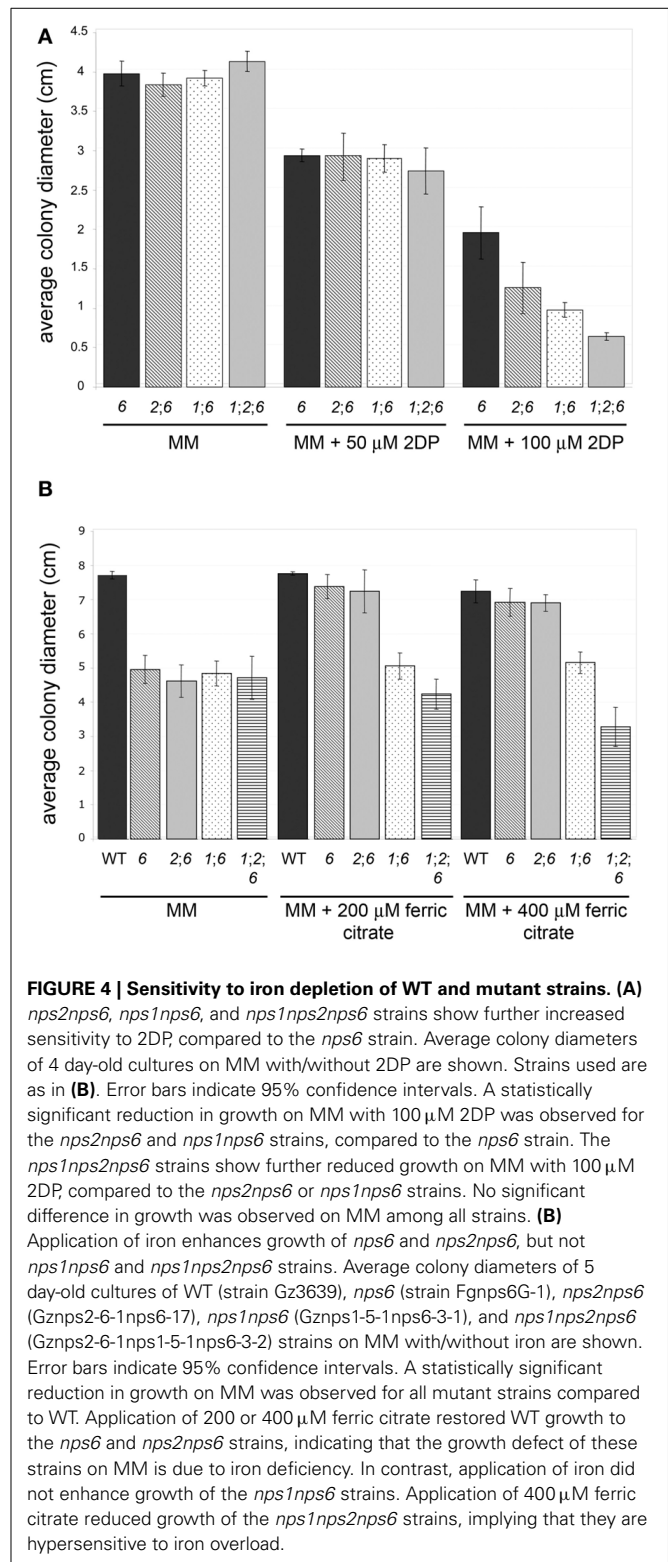 A
average colony diameter (cm)
4.5
4
3.5
3
2.5
2
1.5
1
0.5
0
6 2;6 1;6 1;2;6 6 2;6 1;6 1;2;6 6 2;6 1;6 1;2;6
MM MM + 50 μM 2DP MM + 100 μM 2DP
B
average colony diameter (cm)
9
8
7
6
5
4
3
2
1
0
WT 6 2;6 1;6 1;2; WT 6 2;6 1;6 1;2; WT 6 2;6 1;6 1;2;
6 6 6
MM MM + 200 μM ferric MM + 400 μM ferric
citrate citrate
FIGURE 4 | Sensitivity to iron depletion of WT and mutant strains. (A)
nps2nps6, nps1nps6, and nps1nps2nps6 strains show further increased
sensitivity to 2DP, compared to the nps6 strain. Average colony diameters
of 4 day-old cultures on MM with/without 2DP are shown. Strains used are
as in (B). Error bars indicate 95% confidence intervals. A statistically
significant reduction in growth on MM with 100 μM 2DP was observed for
the nps2nps6 and nps1nps6 strains, compared to the nps6 strain. The
nps1nps2nps6 strains show further reduced growth on MM with 100 μM
2DP, compared to the nps2nps6 or nps1nps6 strains. No significant
difference in growth was observed on MM among all strains. (B)
Application of iron enhances growth of nps6 and nps2nps6, but not
nps1nps6 and nps1nps2nps6 strains. Average colony diameters of 5
day-old cultures of WT (strain Gz3639), nps6 (strain Fgnps6G-1), nps2nps6
(Gznps2-6-1nps6-17), nps1nps6 (Gznps1-5-1nps6-3-1), and nps1nps2nps6
(Gznps2-6-1nps1-5-1nps6-3-2) strains on MM with/without iron are shown.
Error bars indicate 95% confidence intervals. A statistically significant
reduction in growth on MM was observed for all mutant strains compared
to WT. Application of 200 or 400 μM ferric citrate restored WT growth to
the nps6 and nps2nps6 strains, indicating that the growth defect of these
strains on MM is due to iron deficiency. In contrast, application of iron did
not enhance growth of the nps1nps6 strains. Application of 400 μM ferric
citrate reduced growth of the nps1nps2nps6 strains, implying that they are
hypersensitive to iron overload.